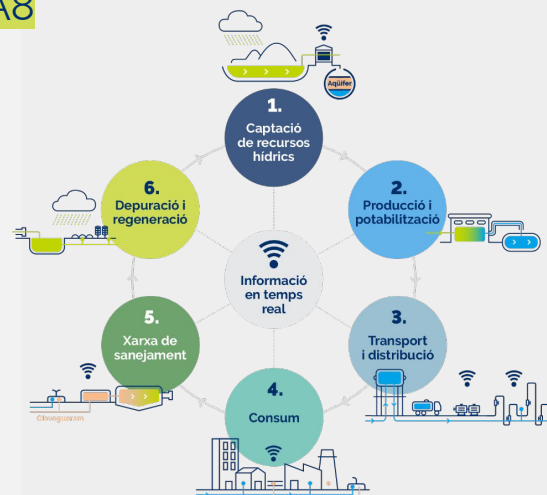 A8
Aqüífer
1.
Captació
de recursos
hídrics
2.
Producció i
potabilització
3.
Transport
i distribució
4.
Consum
5.
Xarxa de
sanejament
6.
Depuració i
regeneració
Informació
en temps
real
Clavegueram